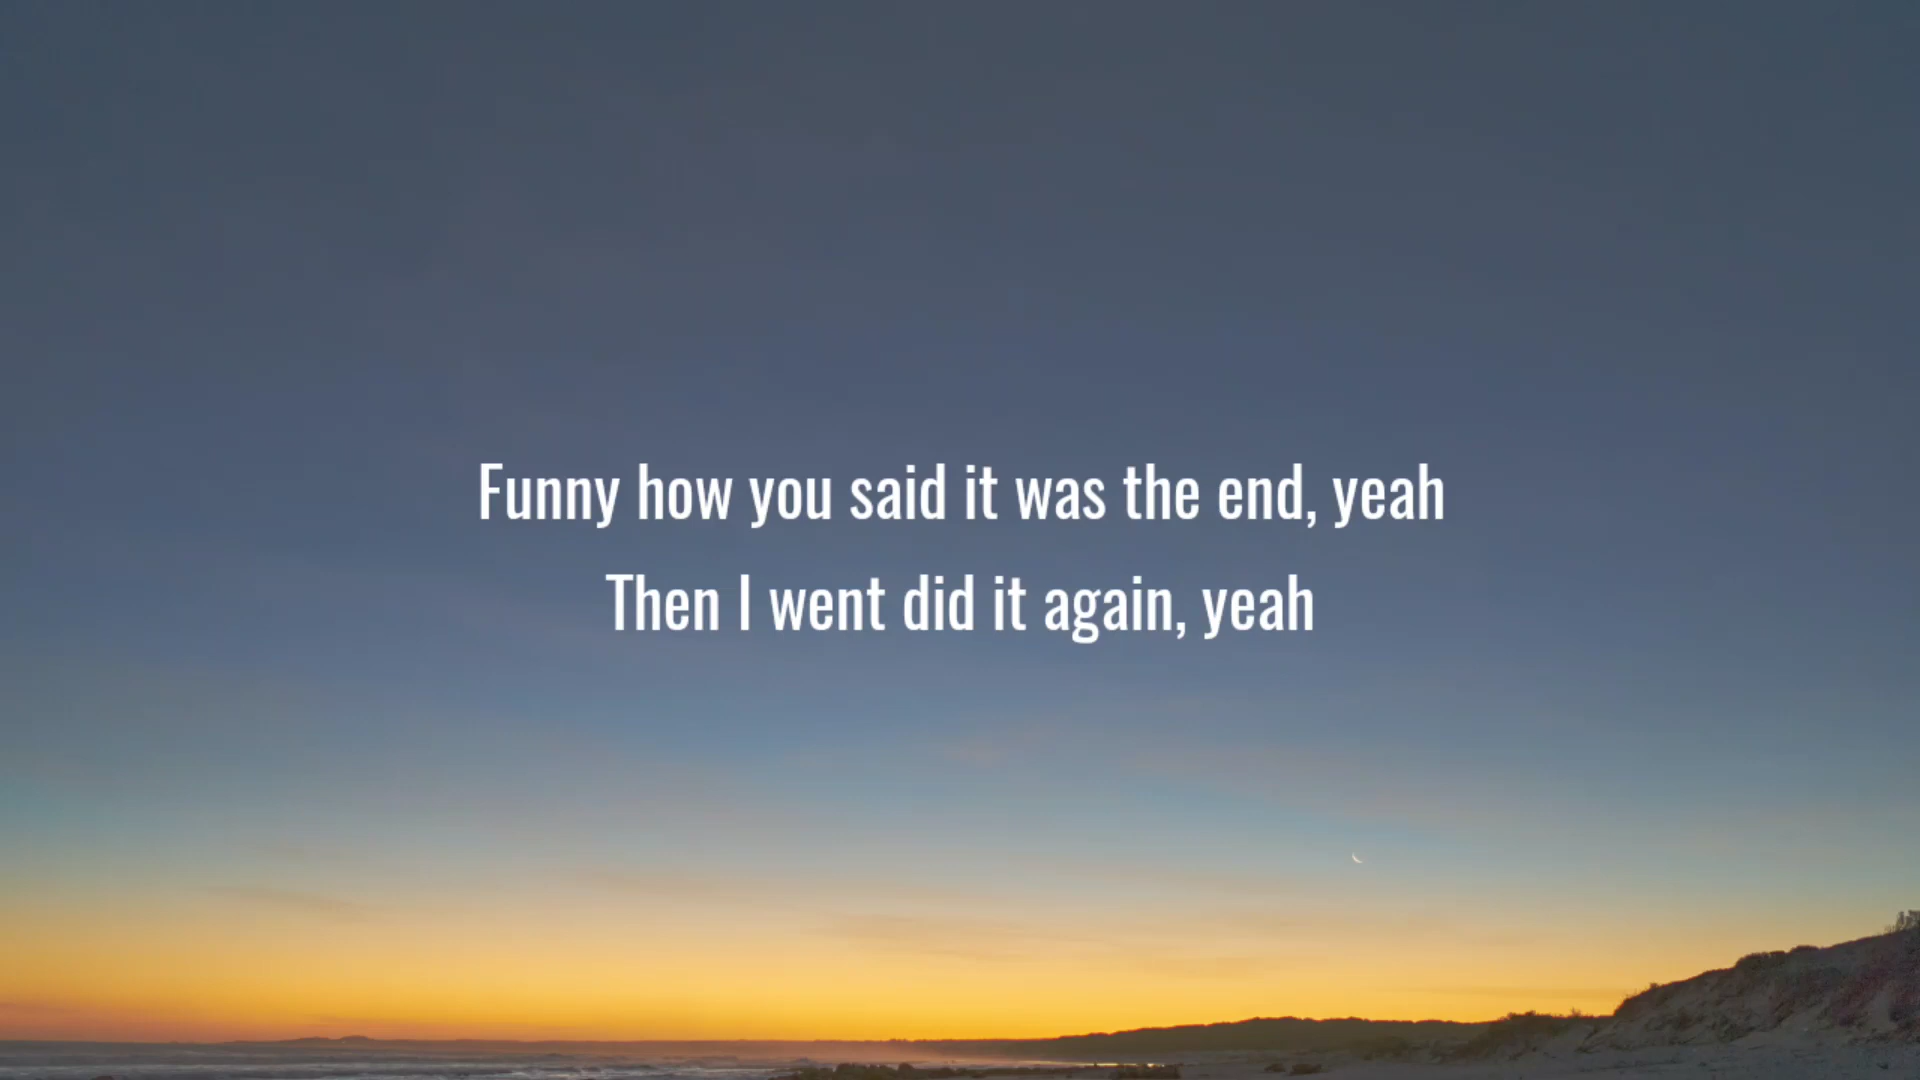 Funny how you said it was the end, yeah
Then I went did it again, yeah